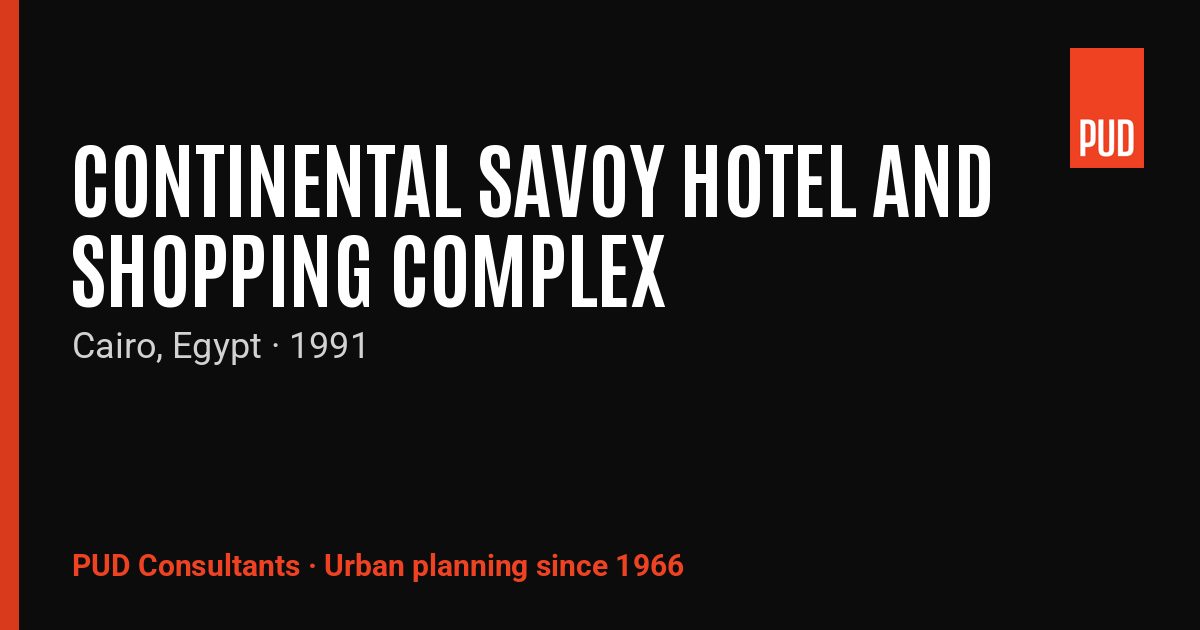 PUD
CONTINENTAL SAVOY HOTEL AND
SHOPPING COMPLEX
Cairo, Egypt · 1991
PUD Consultants · Urban planning since 1966